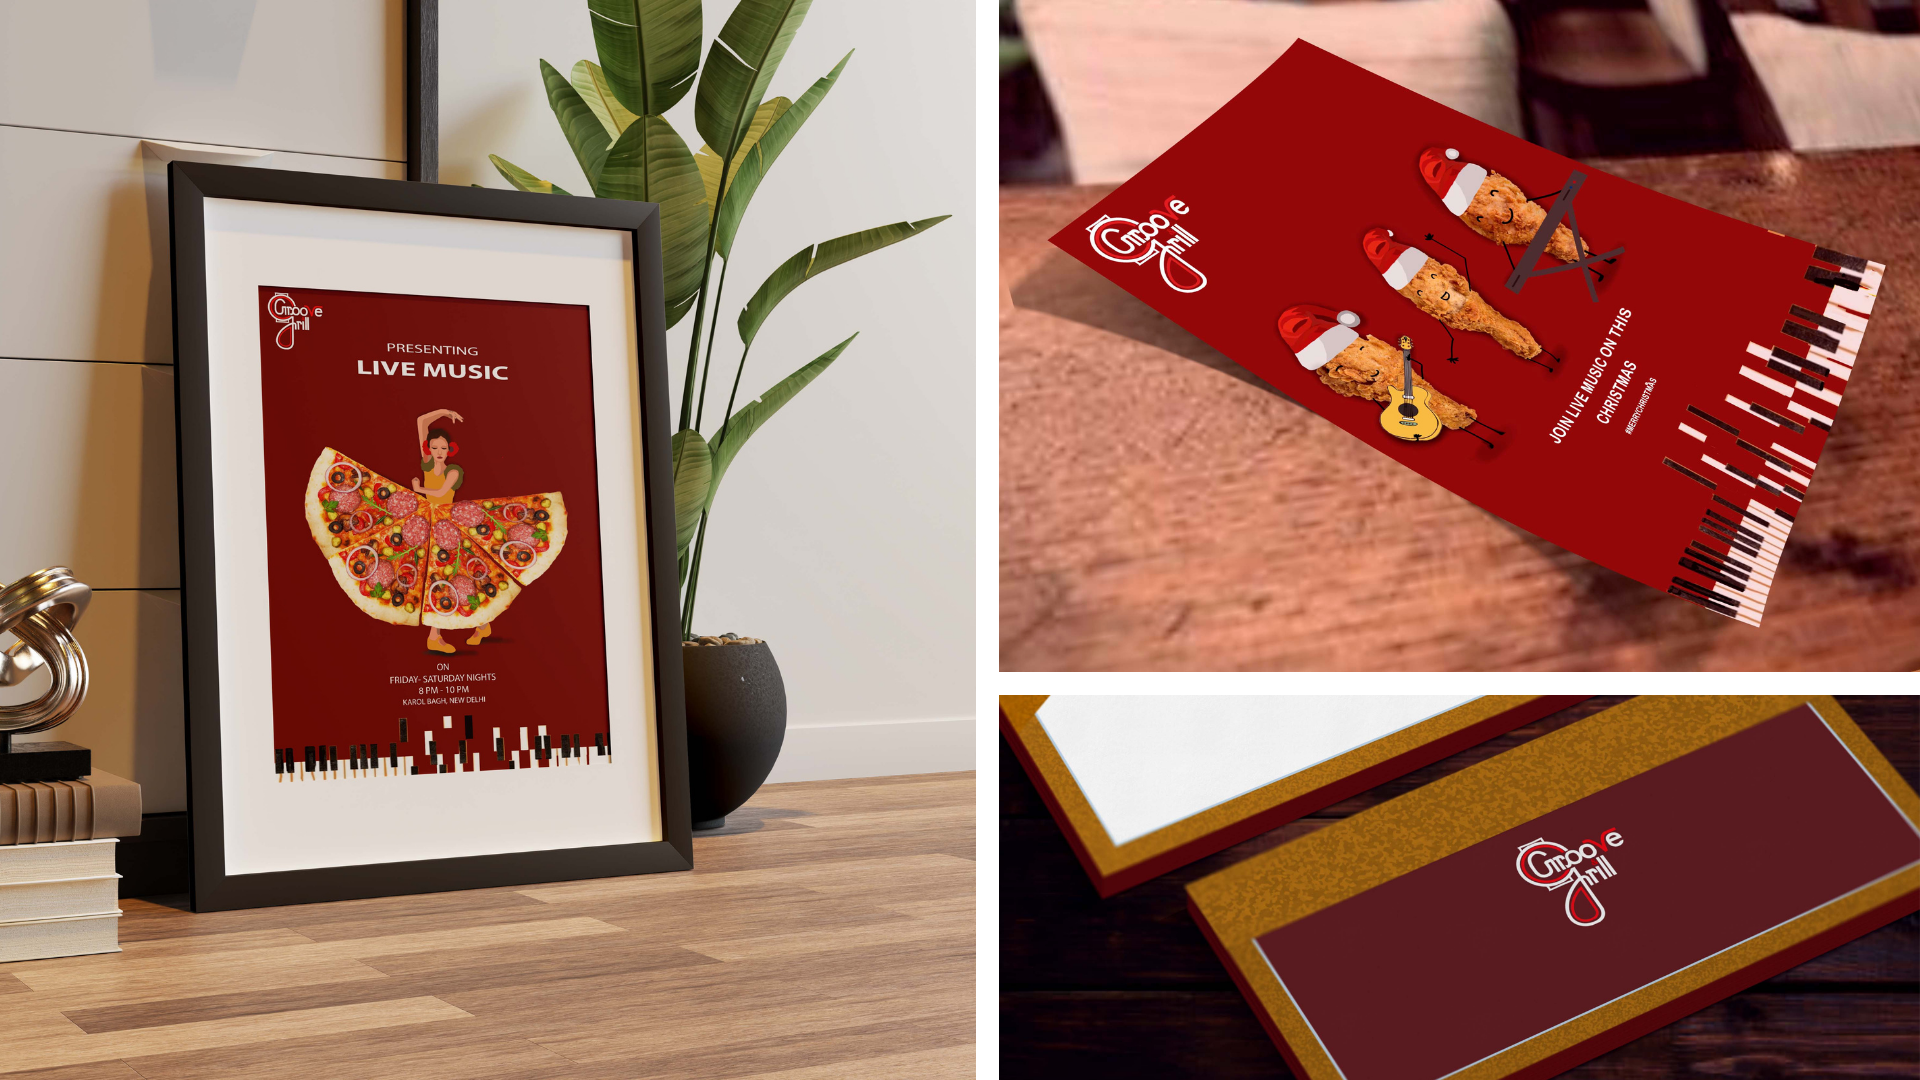 Groove
Grill
PRESENTING
LIVE MUSIC
ON
FRIDAY- SATURDAY NIGHTS
8 PM - 10 PM
KAROL BAGH, NEW DELHI
Groove
Grill
JOIN LIVE MUSIC ON THIS
CHRISTMAS
#MERRYCHRISTMAS
Groove
Grill